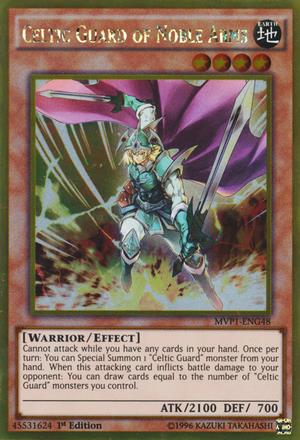 CELTIC GUARD OF NOBLE ARMS
EARTH
地
MVP1-ENG48
[WARRIOR/EFFECT]
Cannot attack while you have any cards in your hand. Once per
turn: You can Special Summon 1 "Celtic Guard" monster from
your hand. When this attacking card inflicts battle damage to your
opponent: You can draw cards equal to the number of "Celtic
Guard" monsters you control.
ATK/2100 DEF/ 700
45531624 1st Edition ©1996 KAZUKI TAKAHASHI